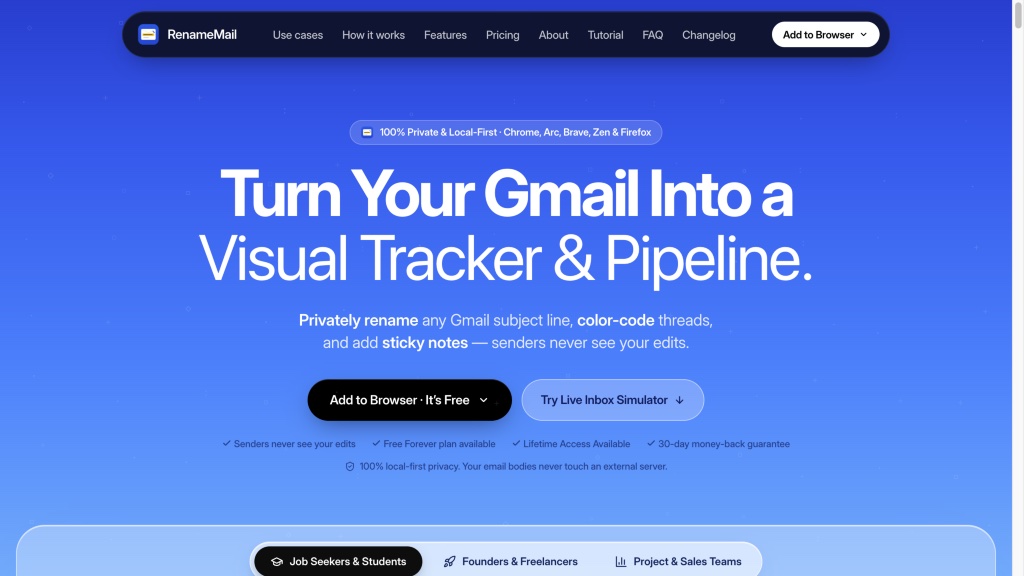 RenameMail
Use cases How it works Features Pricing About Tutorial FAQ Changelog
Add to Browser
100% Private & Local-First · Chrome, Arc, Brave, Zen & Firefox
Turn Your Gmail Into a
Visual Tracker & Pipeline.
Privately rename any Gmail subject line, color-code threads,
and add sticky notes — senders never see your edits.
Add to Browser · It's Free
Try Live Inbox Simulator ↓
✓ Senders never see your edits ✓ Free Forever plan available ✓ Lifetime Access Available ✓ 30-day money-back guarantee
100% local-first privacy. Your email bodies never touch an external server.
Job Seekers & Students Founders & Freelancers Project & Sales Teams